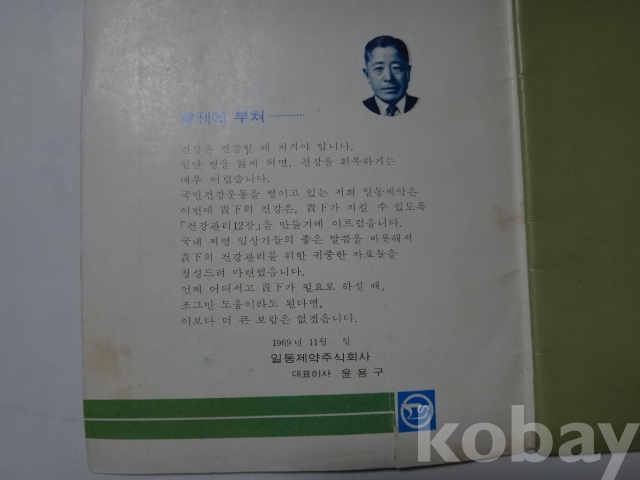 發刊에 부쳐…………
건강은 건강할 때 지켜야 합니다.
일단 병을 잃게 되면, 건강을 회복하기는
매우 어렵습니다.
국민건강운동을 벌이고 있는 저희 일동제약은
이번에 貴下의 건강은, 貴下가 지킬 수 있도록
「건강관리12장」을 만들기에 이르렀읍니다.
국내 저명 임상가들의 좋은 말씀을 비롯해서
貴下의 건강관리를 위한 귀중한 자료들을
정성드려 마련했읍니다.
언제 어디서고 貴下가 필요로 하실 때,
조그만 도움이라도 된다면,
이보다 더 큰 보람은 없겠읍니다.
1969년 11월 일
일동제약주식회사
대표이사 윤용구
kobay